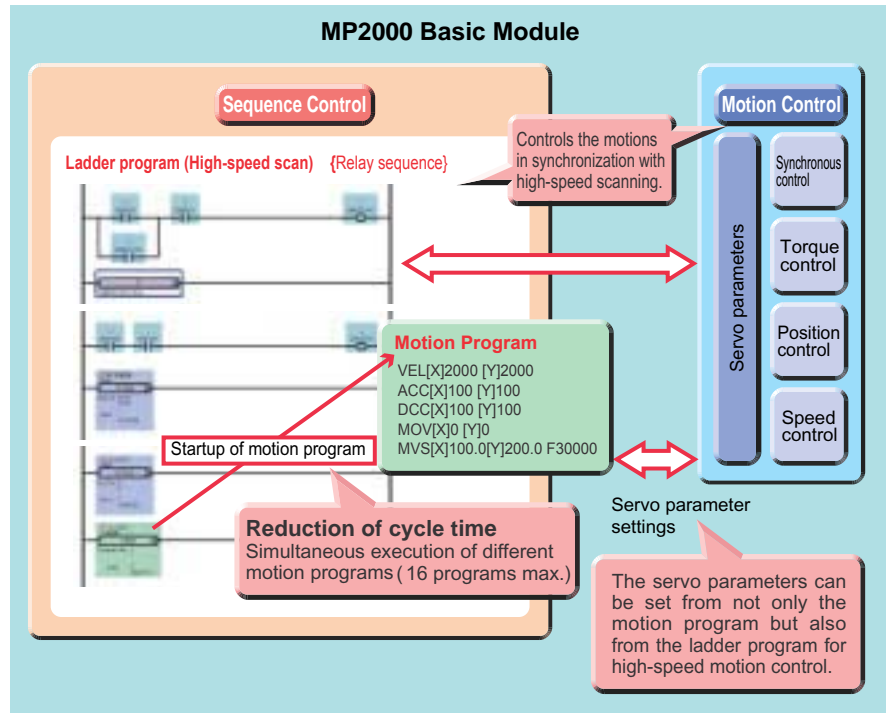 MP2000 Basic Module
Sequence Control
Motion Control
Controls the motions
in synchronization with
high-speed scanning.
Ladder program (High-speed scan) {Relay sequence}
Servo parameters
Synchronous
control
Torque
control
Position
control
Speed
control
Motion Program
VEL[X]2000 [Y]2000
ACC[X]100 [Y]100
DCC[X]100 [Y]100
MOV[X]0 [Y]0
MVS[X]100.0[Y]200.0 F30000
Startup of motion program
Reduction of cycle time
Simultaneous execution of different
motion programs ( 16 programs max.)
Servo parameter
settings
The servo parameters can
be set from not only the
motion program but also
from the ladder program for
high-speed motion control.